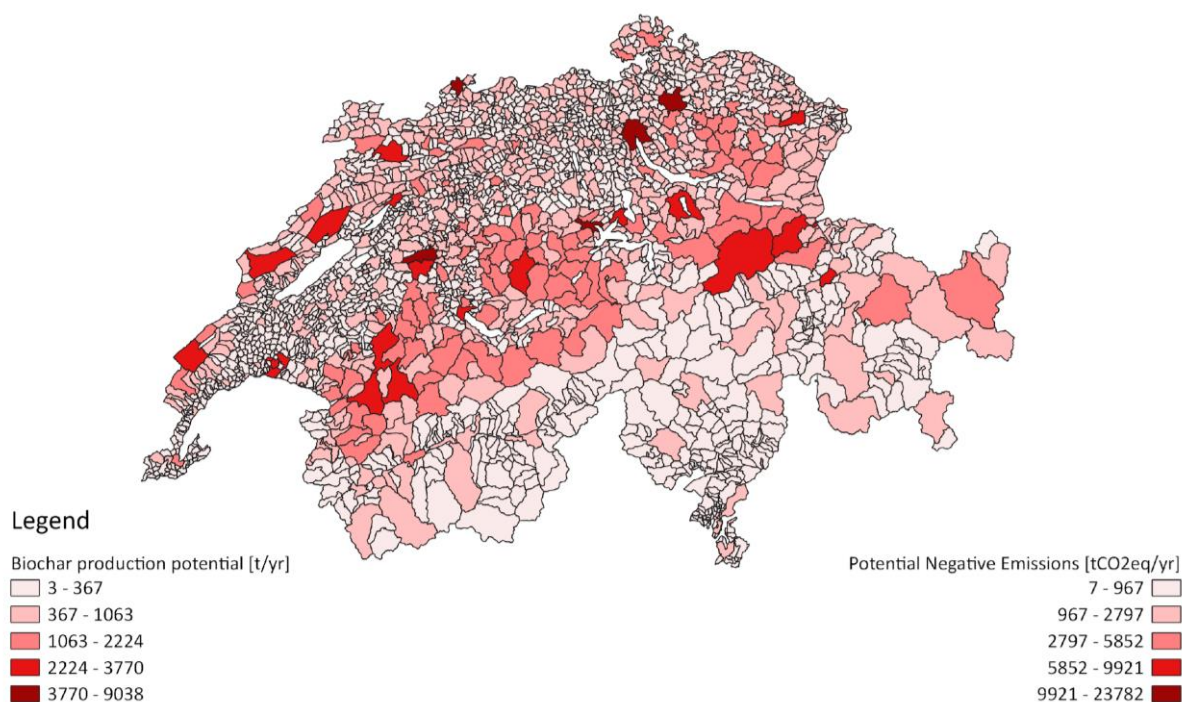 Legend
Biochar production potential [t/yr]
3 - 367
367 - 1063
1063 - 2224
2224 - 3770
3770 - 9038
Potential Negative Emissions [tCO2eq/yr]
7 - 967
967 - 2797
2797 - 5852
5852 - 9921
9921 - 23782